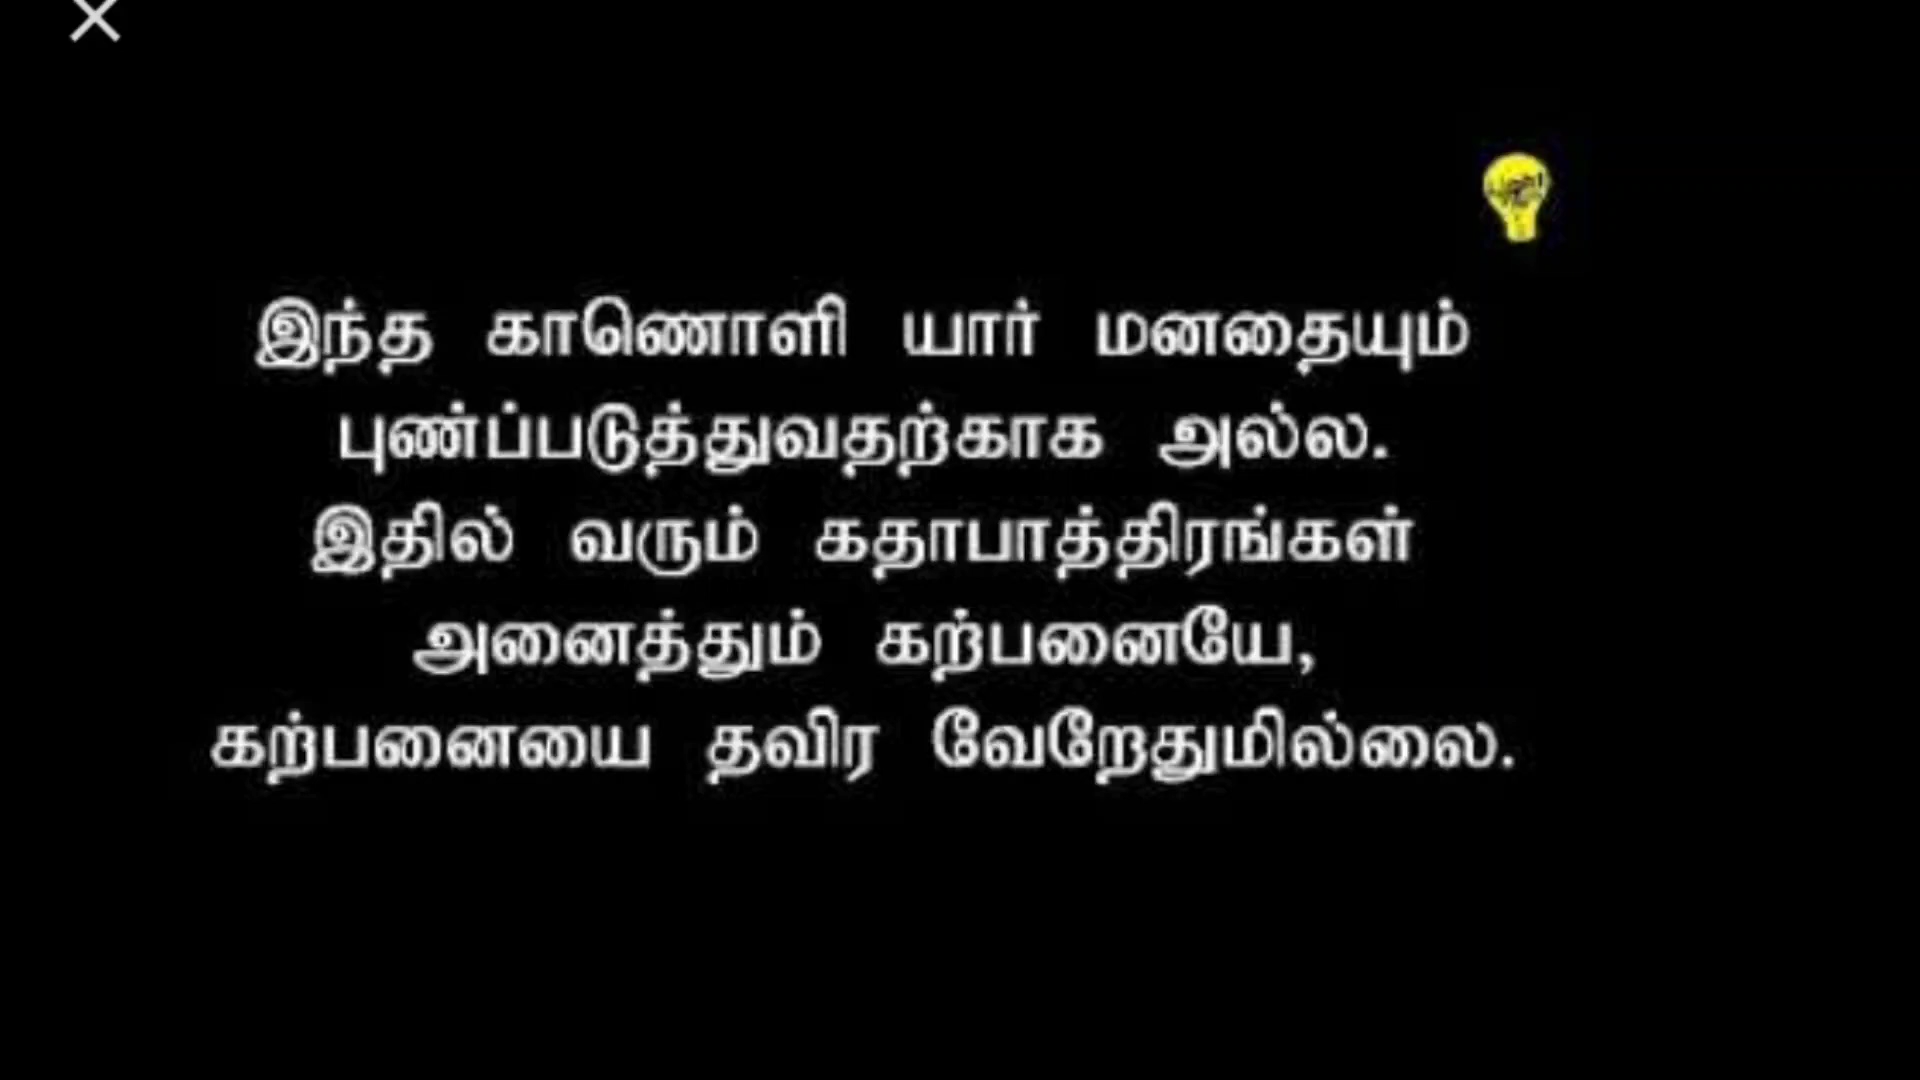 இந்த காணொளி யார் மனதையும்
புண்ப்படுத்துவதற்காக அல்ல.
இதில் வரும் கதாபாத்திரங்கள்
அனைத்தும் கற்பனையே,
கற்பனையை தவிர வேறேதுமில்லை.